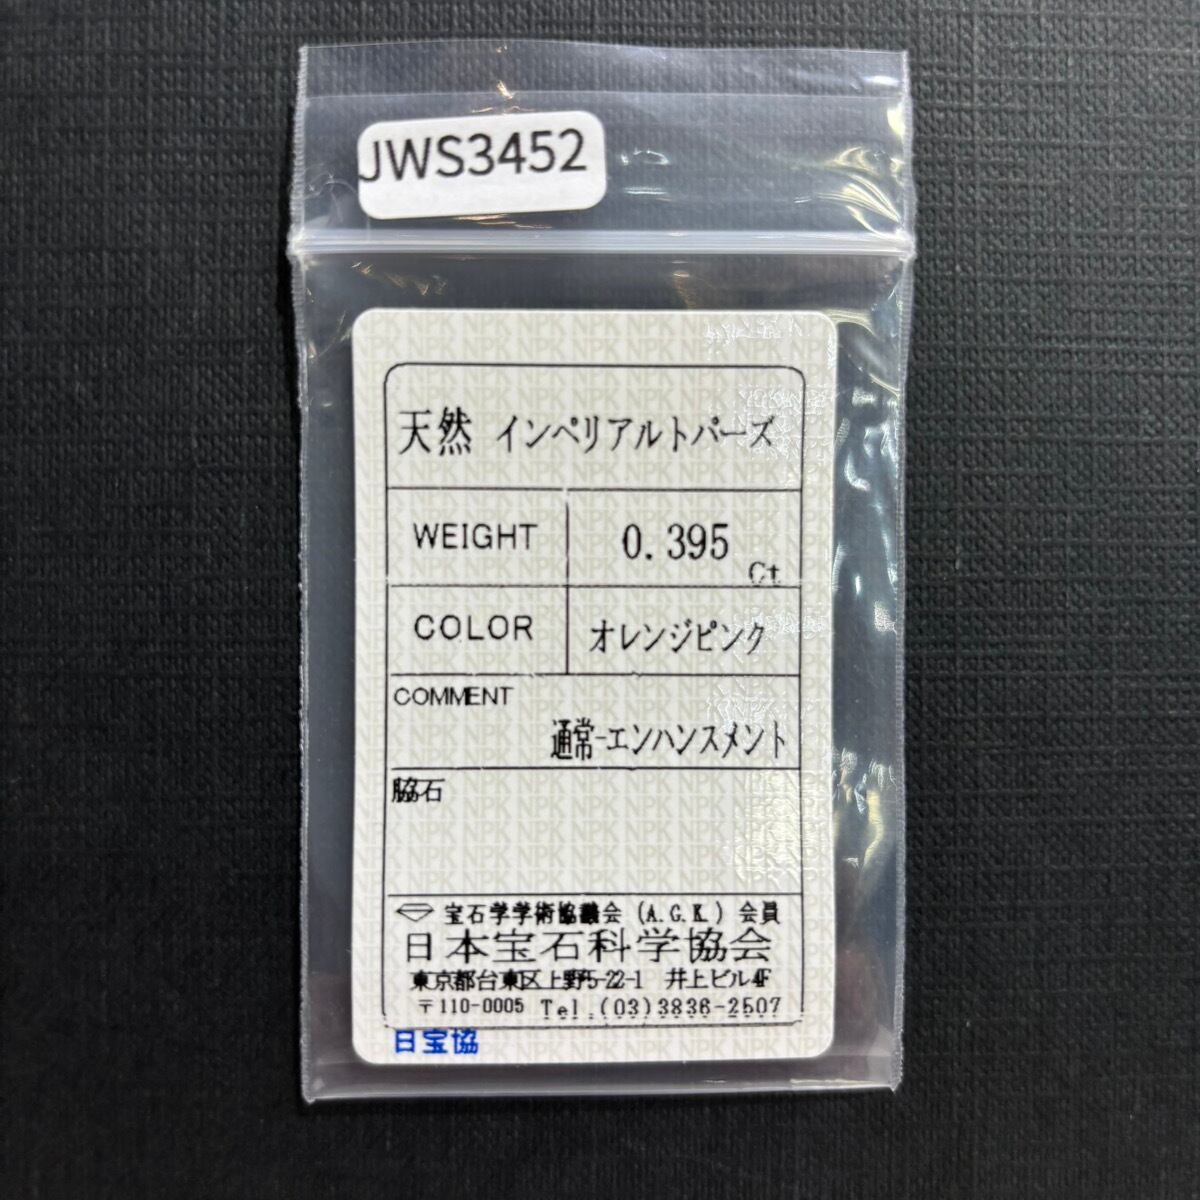 JWS3452
天然 インペリアルトパーズ
WEIGHT 0.395 Ct
COLOR オレンジピンク
COMMENT
通常-エンハンスメント
脇石
宝石学学術協議会 (A.G.K.) 会員
日本宝石科学協会
東京都台東区上野5-22-1 井上ビル4F
〒110-0005 Tel.(03)3836-2507
日宝協